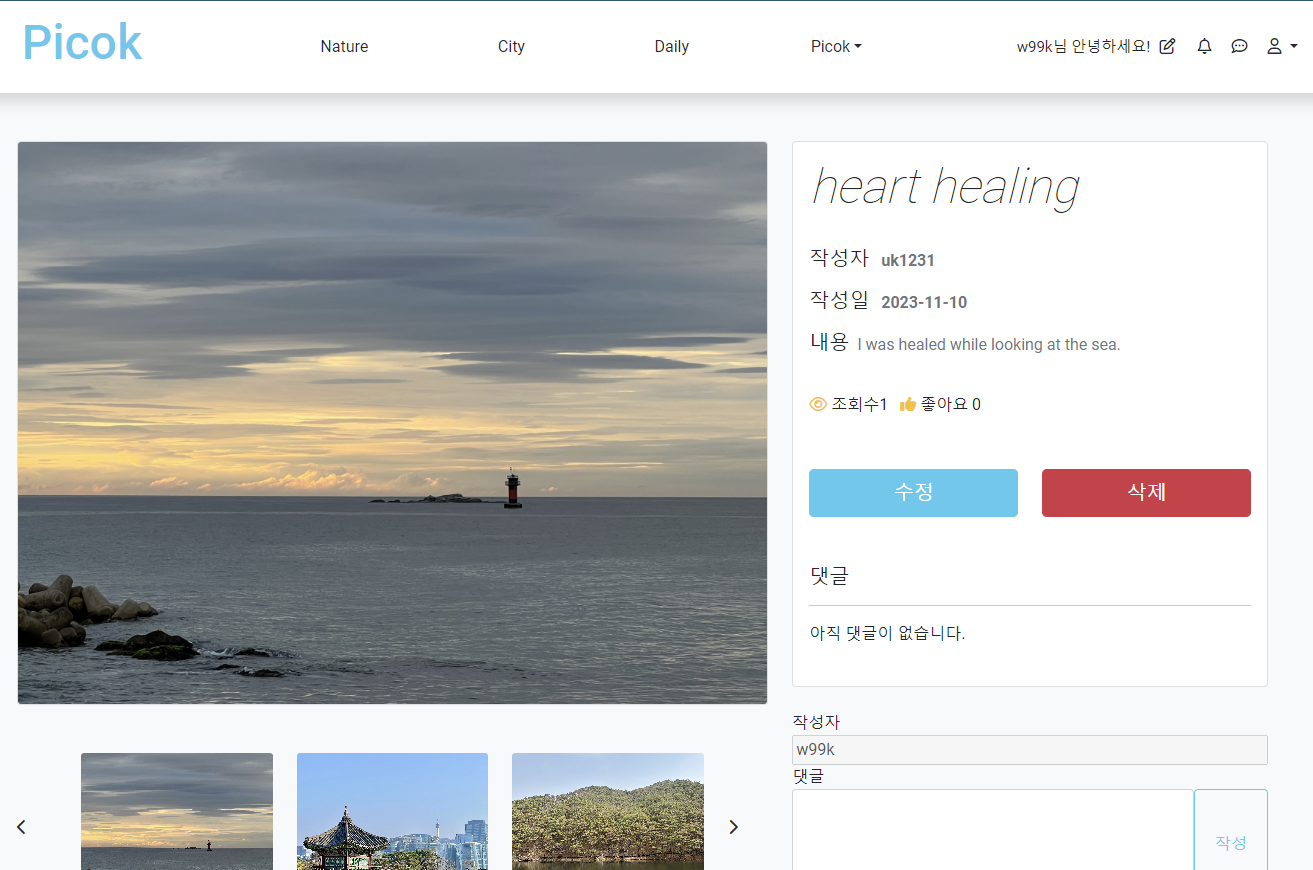 Picok
Nature City Daily Picok w99k님 안녕하세요!
heart healing
작성자 uk1231
작성일 2023-11-10
내용 I was healed while looking at the sea.
조회수1 좋아요 0
수정 삭제
댓글
아직 댓글이 없습니다.
작성자
w99k
댓글
작성